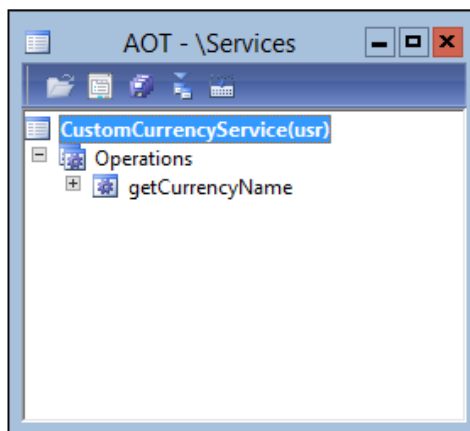 AOT - \Services
CustomCurrencyService(usr)
Operations
getCurrencyName